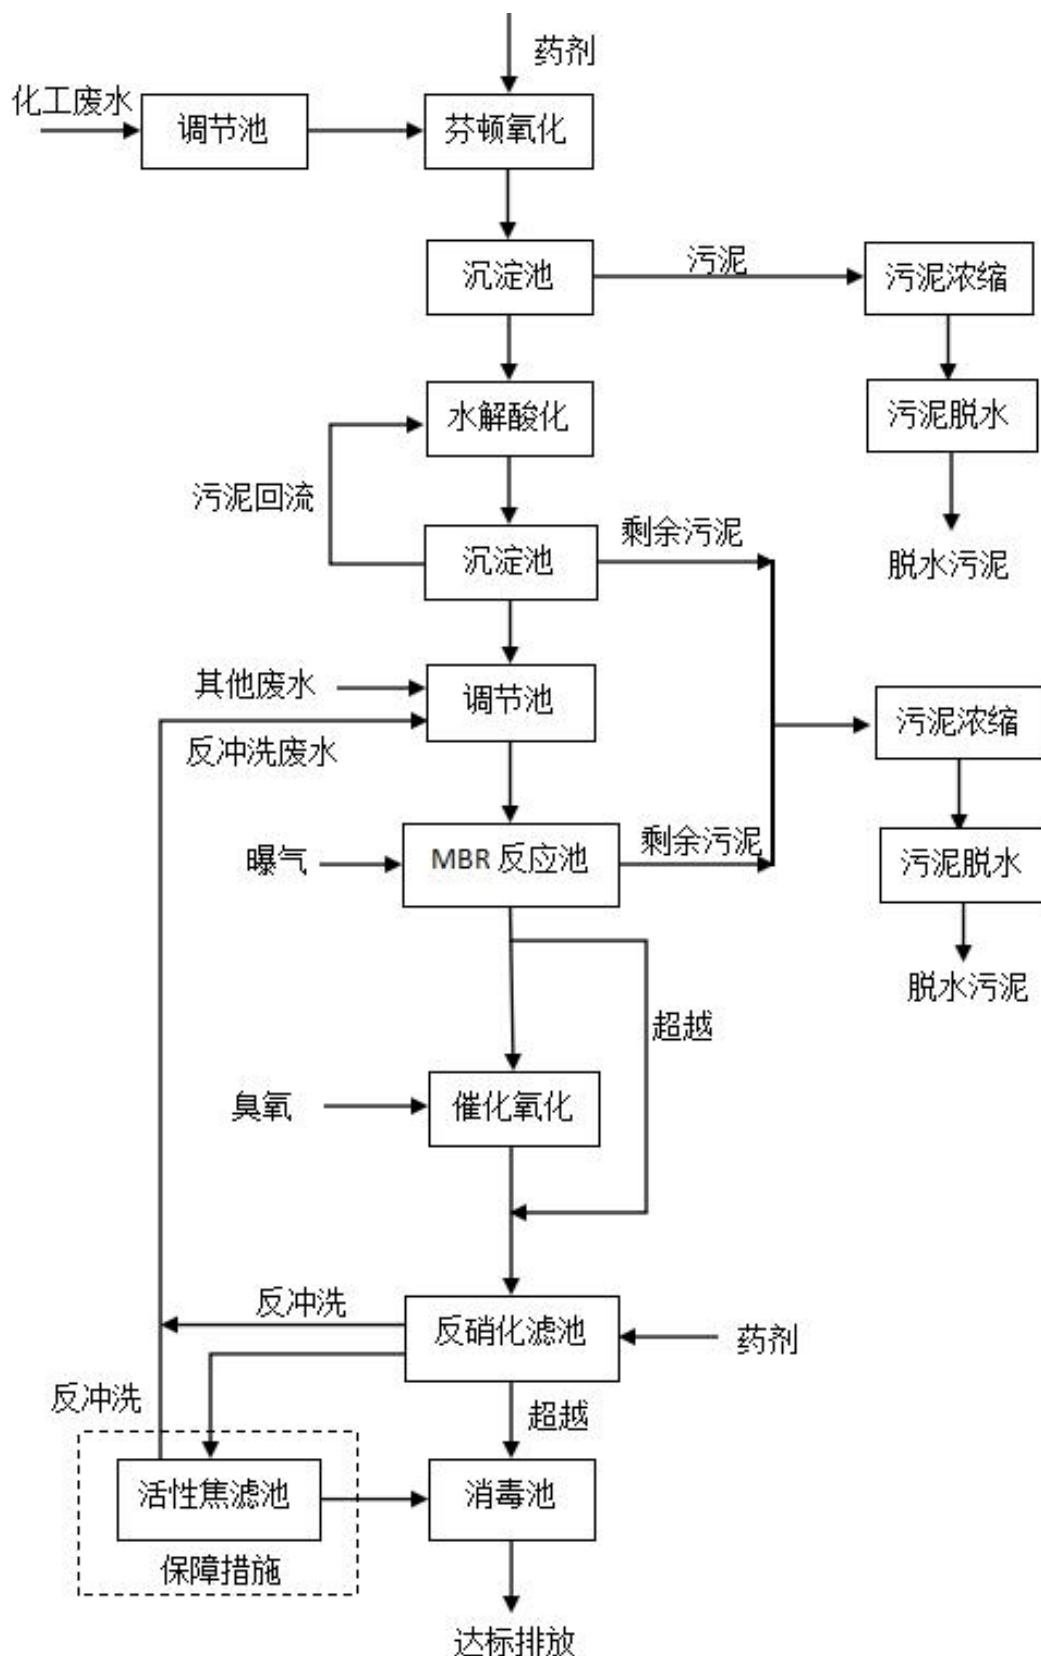 药剂
化工废水
调节池
芬顿氧化
沉淀池
污泥
污泥浓缩
水解酸化
污泥脱水
污泥回流
沉淀池
剩余污泥
脱水污泥
其他废水
调节池
反冲洗废水
污泥浓缩
曝气
MBR 反应池
剩余污泥
污泥脱水
脱水污泥
超越
臭氧
催化氧化
反冲洗
反硝化滤池
药剂
反冲洗
超越
活性焦滤池
消毒池
保障措施
达标排放